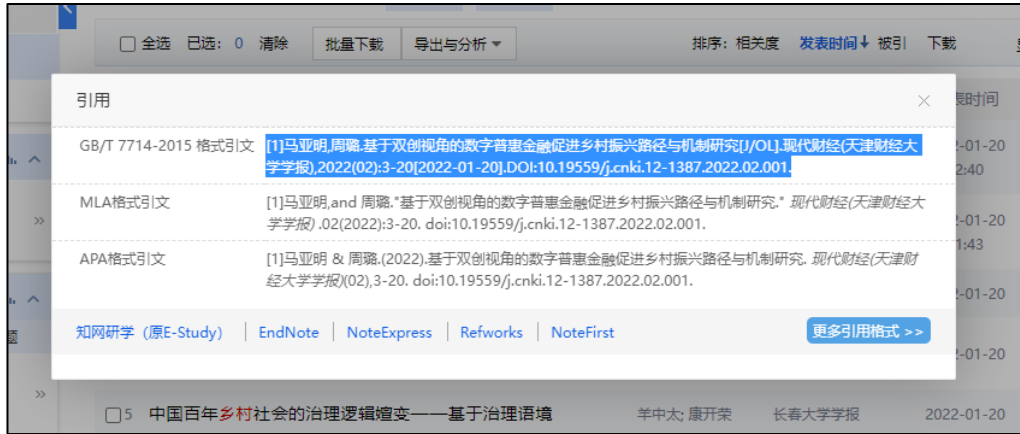 全选 已选: 0 清除 批量下载 导出与分析 排序: 相关度 发表时间 被引 下载
引用
表时间
GB/T 7714-2015 格式引文 [1]马亚明,周璐.基于双创视角的数字普惠金融促进乡村振兴路径与机制研究[J/OL].现代财经(天津财经大
学学报),2022(02):3-20[2022-01-20].DOI:10.19559/j.cnki.12-1387.2022.02.001.
-01-20
2:40
MLA格式引文 [1]马亚明,and 周璐."基于双创视角的数字普惠金融促进乡村振兴路径与机制研究." 现代财经(天津财经大
学学报) .02(2022):3-20. doi:10.19559/j.cnki.12-1387.2022.02.001.
-01-20
1:43
APA格式引文 [1]马亚明 & 周璐.(2022).基于双创视角的数字普惠金融促进乡村振兴路径与机制研究. 现代财经(天津财
经大学学报)(02),3-20. doi:10.19559/j.cnki.12-1387.2022.02.001.
-01-20
知网研学（原E-Study） EndNote NoteExpress Refworks NoteFirst 更多引用格式 >>
题
-01-20
5 中国百年乡村社会的治理逻辑嬗变——基于治理语境 羊中太; 康开荣 长春大学学报 2022-01-20